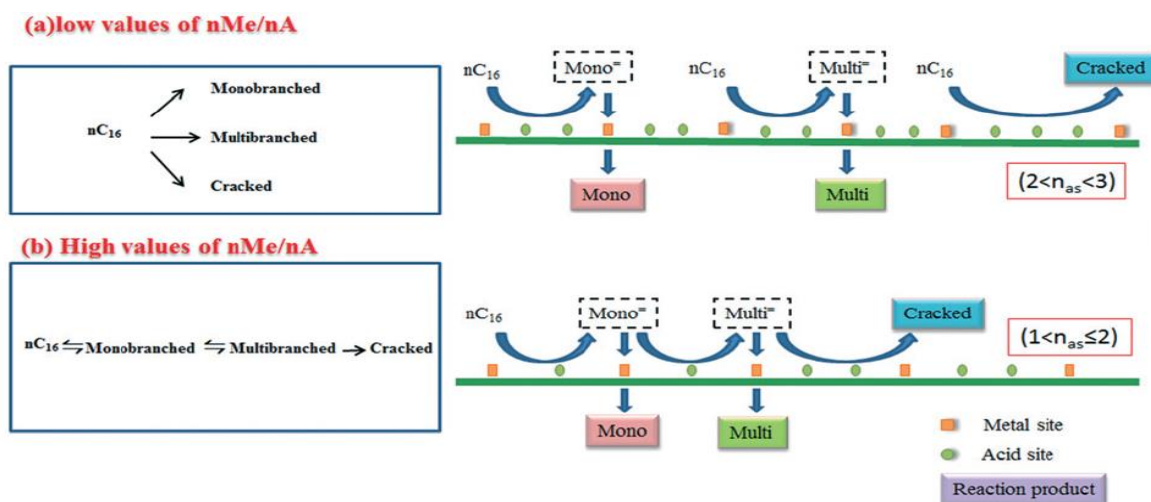 (a)low values of nMe/nA
nC16
Monobranched
Multibranched
Cracked
nC16
Mono=
nC16
Multi=
nC16
Cracked
Mono
Multi
(2<nas<3)
(b) High values of nMe/nA
nC16 ⇌ Monobranched ⇌ Multibranched → Cracked
nC16
Mono=
Multi=
Cracked
(1<nas≤2)
Mono
Multi
Metal site
Acid site
Reaction product